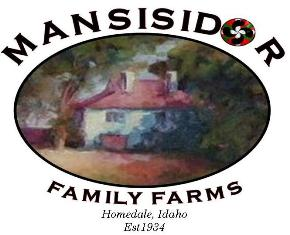 MANSISIDOR
FAMILY FARMS
Homedale, Idaho
Est1934